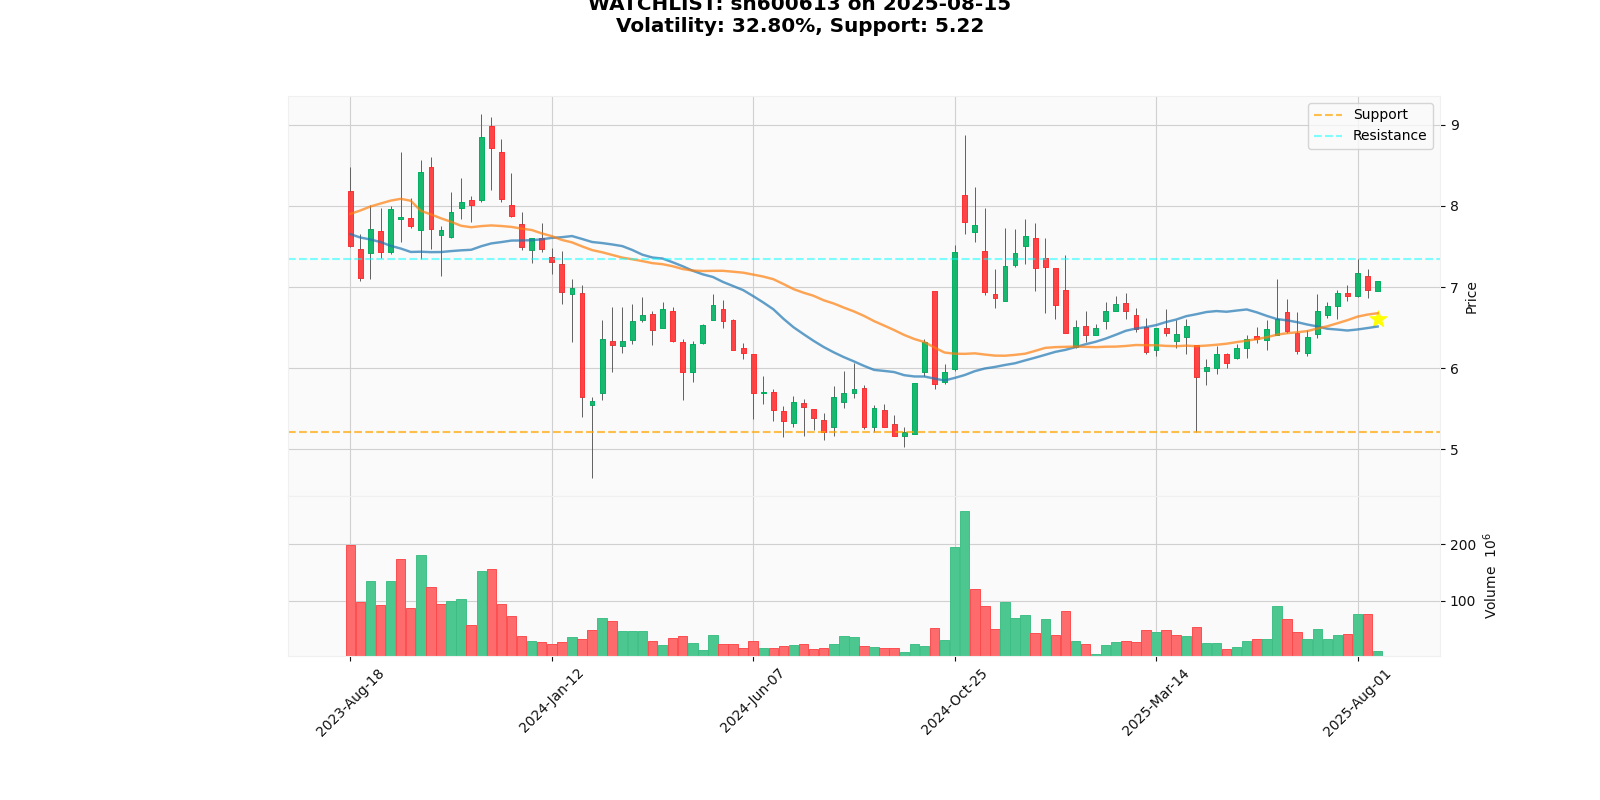 WATCHLIST: sh600613 on 2025-08-15
Volatility: 32.80%, Support: 5.22
Support
Resistance
9
8
7
6
5
Price
200
100
Volume 10⁶
2023-Aug-18
2024-Jan-12
2024-Jun-07
2024-Oct-25
2025-Mar-14
2025-Aug-01